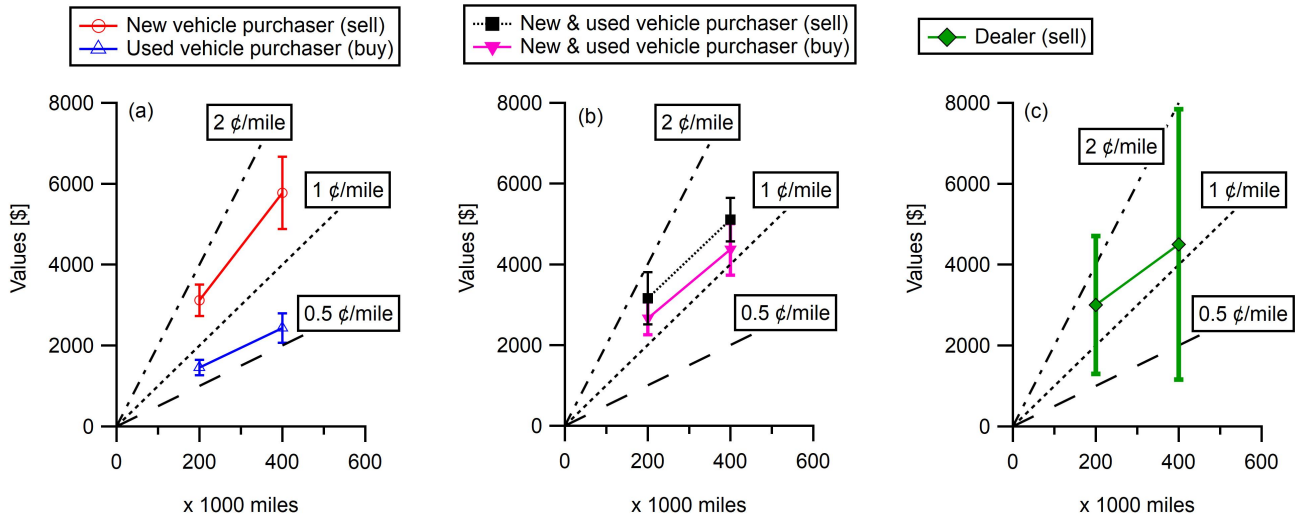 New vehicle purchaser (sell)
Used vehicle purchaser (buy)
New & used vehicle purchaser (sell)
New & used vehicle purchaser (buy)
Dealer (sell)
(a)
8000
6000
4000
2000
0
Values [$]
2 ¢/mile
1 ¢/mile
0.5 ¢/mile
0
200
400
600
x 1000 miles
(b)
8000
6000
4000
2000
0
Values [$]
2 ¢/mile
1 ¢/mile
0.5 ¢/mile
0
200
400
600
x 1000 miles
(c)
8000
6000
4000
2000
0
Values [$]
2 ¢/mile
1 ¢/mile
0.5 ¢/mile
0
200
400
600
x 1000 miles